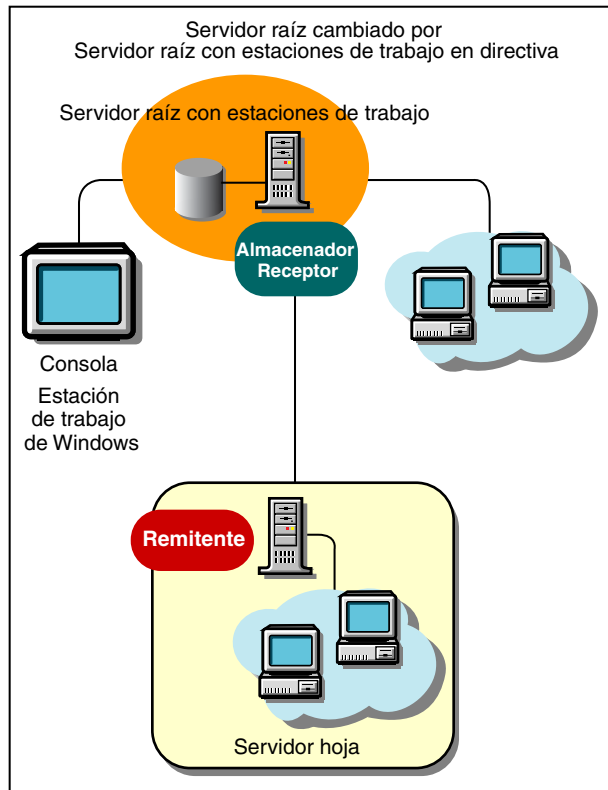 Servidor raíz cambiado por
Servidor raíz con estaciones de trabajo en directiva
Servidor raíz con estaciones de trabajo
Almacenador
Receptor
Consola
Estación
de trabajo
de Windows
Remitente
Servidor hoja